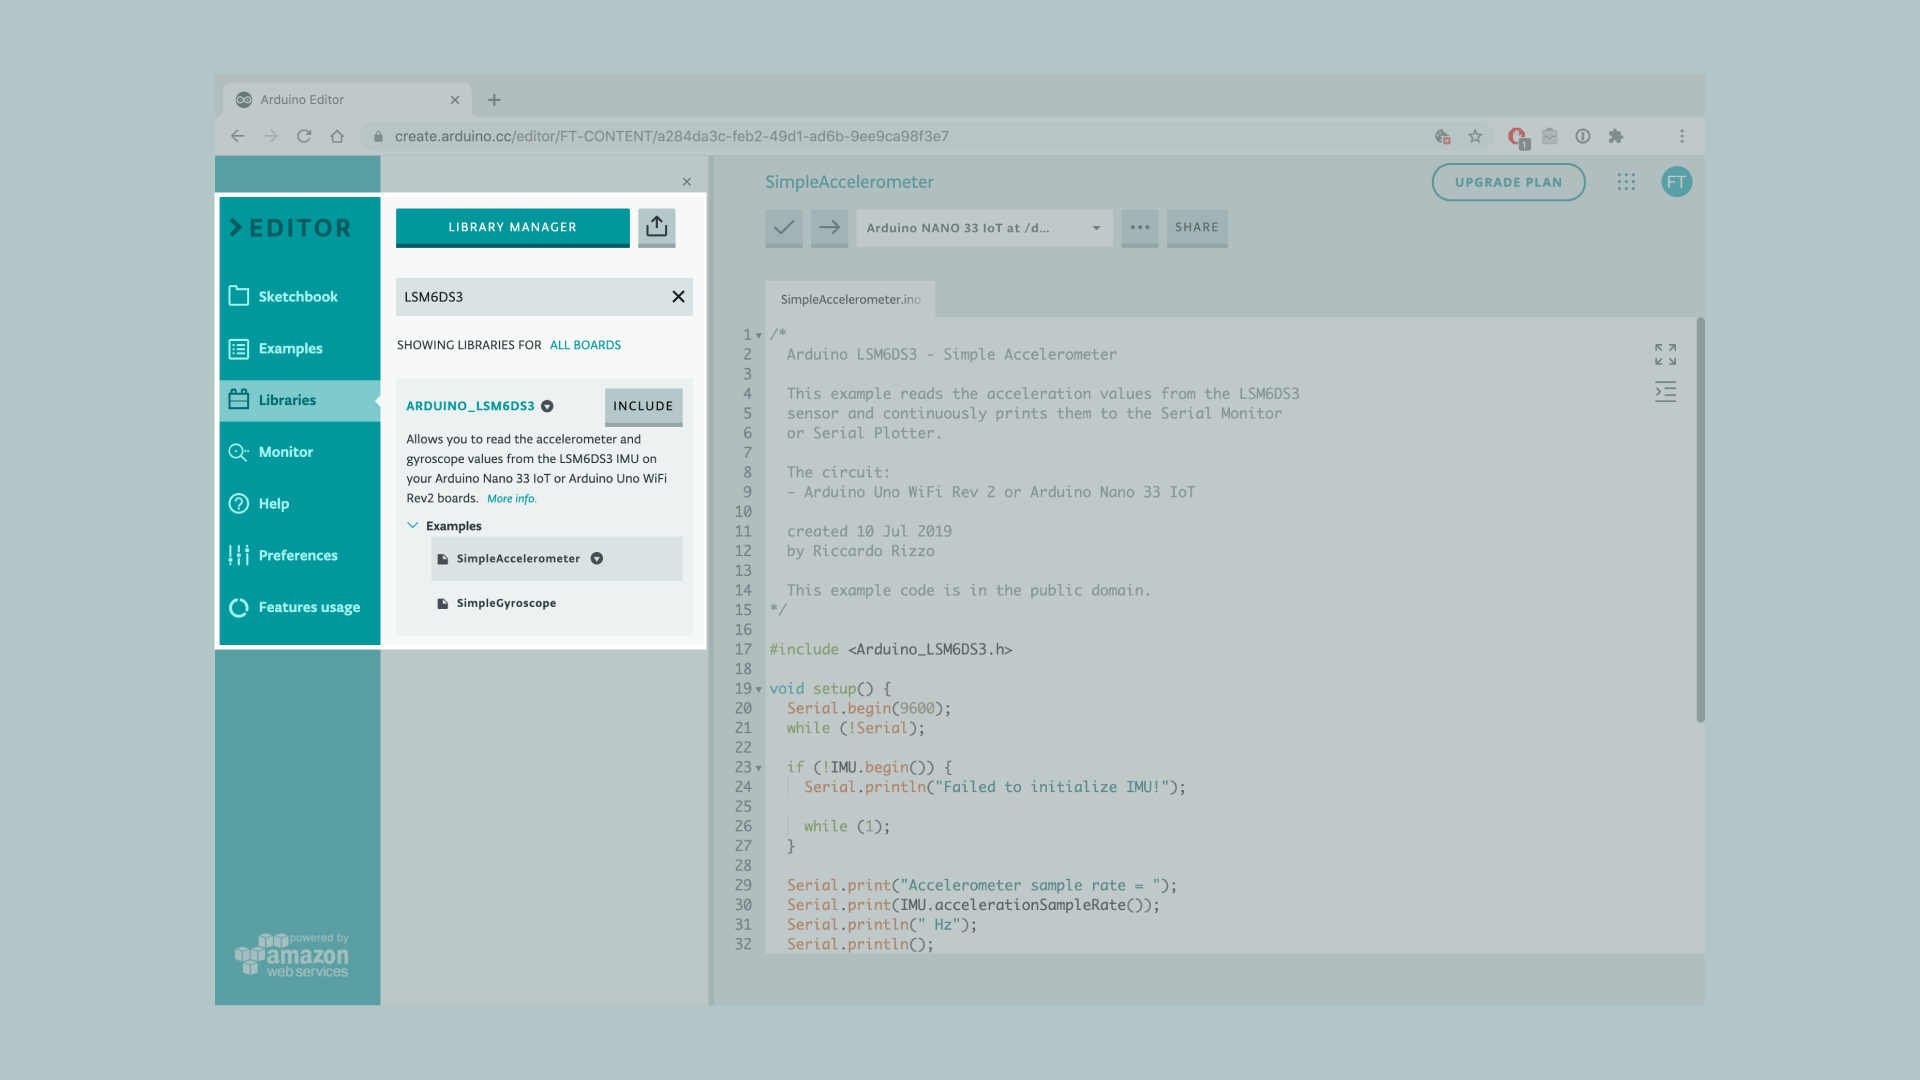 Arduino Editor
create.arduino.cc/editor/FT-CONTENT/a284da3c-feb2-49d1-ad6b-9ee9ca98f3e7
1
EDITOR
Sketchbook
Examples
Libraries
Monitor
Help
Preferences
Features usage
powered by
amazon
web services
LIBRARY MANAGER
LSM6DS3
SHOWING LIBRARIES FOR ALL BOARDS
ARDUINO_LSM6DS3
INCLUDE
Allows you to read the accelerometer and
gyroscope values from the LSM6DS3 IMU on
your Arduino Nano 33 IoT or Arduino Uno WiFi
Rev2 boards. More info.
Examples
SimpleAccelerometer
SimpleGyroscope
SimpleAccelerometer
UPGRADE PLAN
FT
Arduino NANO 33 IoT at /d...
SHARE
SimpleAccelerometer.ino
1 /*
2 Arduino LSM6DS3 - Simple Accelerometer
3
4 This example reads the acceleration values from the LSM6DS3
5 sensor and continuously prints them to the Serial Monitor
6 or Serial Plotter.
7
8 The circuit:
9 - Arduino Uno WiFi Rev 2 or Arduino Nano 33 IoT
10
11 created 10 Jul 2019
12 by Riccardo Rizzo
13
14 This example code is in the public domain.
15 */
16
17 #include <Arduino_LSM6DS3.h>
18
19 void setup() {
20 Serial.begin(9600);
21 while (!Serial);
22
23 if (!IMU.begin()) {
24 Serial.println("Failed to initialize IMU!");
25
26 while (1);
27 }
28
29 Serial.print("Accelerometer sample rate = ");
30 Serial.print(IMU.accelerationSampleRate());
31 Serial.println(" Hz");
32 Serial.println();